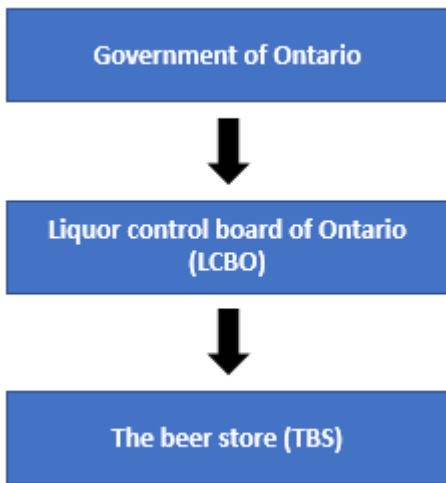 Government of Ontario
Liquor control board of Ontario
(LCBO)
The beer store (TBS)